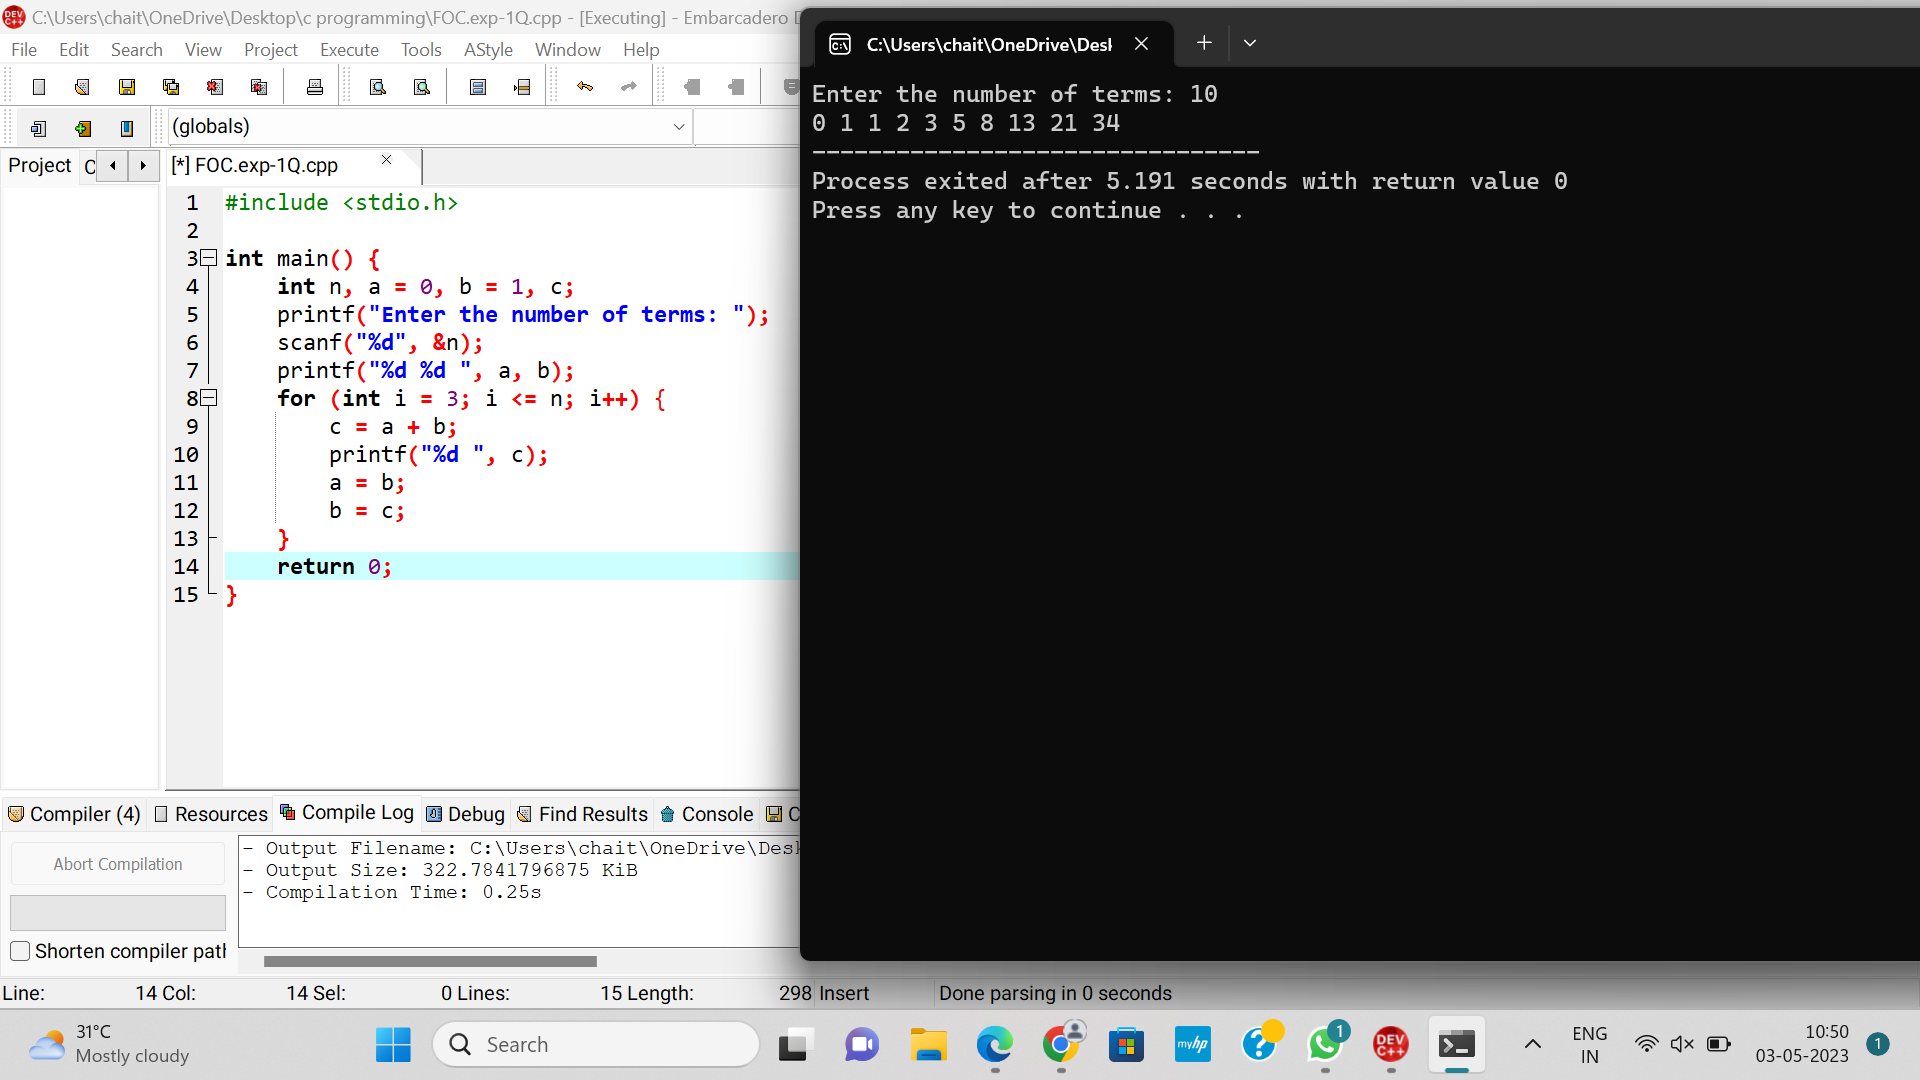 C:\Users\chait\OneDrive\Desktop\c programming\FOC.exp-1Q.cpp - [Executing] - Embarcadero
File Edit Search View Project Execute Tools AStyle Window Help
(globals)
Project
[*] FOC.exp-1Q.cpp
1 #include <stdio.h>
2
3 int main() {
4     int n, a = 0, b = 1, c;
5     printf("Enter the number of terms: ");
6     scanf("%d", &n);
7     printf("%d %d ", a, b);
8     for (int i = 3; i <= n; i++) {
9         c = a + b;
10         printf("%d ", c);
11         a = b;
12         b = c;
13     }
14     return 0;
15 }
Compiler (4) Resources Compile Log Debug Find Results Console
Abort Compilation
Shorten compiler path
- Output Filename: C:\Users\chait\OneDrive\Desk
- Output Size: 322.7841796875 KiB
- Compilation Time: 0.25s
Line: 14 Col: 14 Sel: 0 Lines: 15 Length: 298 Insert Done parsing in 0 seconds
C:\Users\chait\OneDrive\Desk
Enter the number of terms: 10
0 1 1 2 3 5 8 13 21 34
--------------------------------
Process exited after 5.191 seconds with return value 0
Press any key to continue . . .
31°C
Mostly cloudy
Search
myhp
1
DEV
C++
ENG
IN
10:50
03-05-2023
1